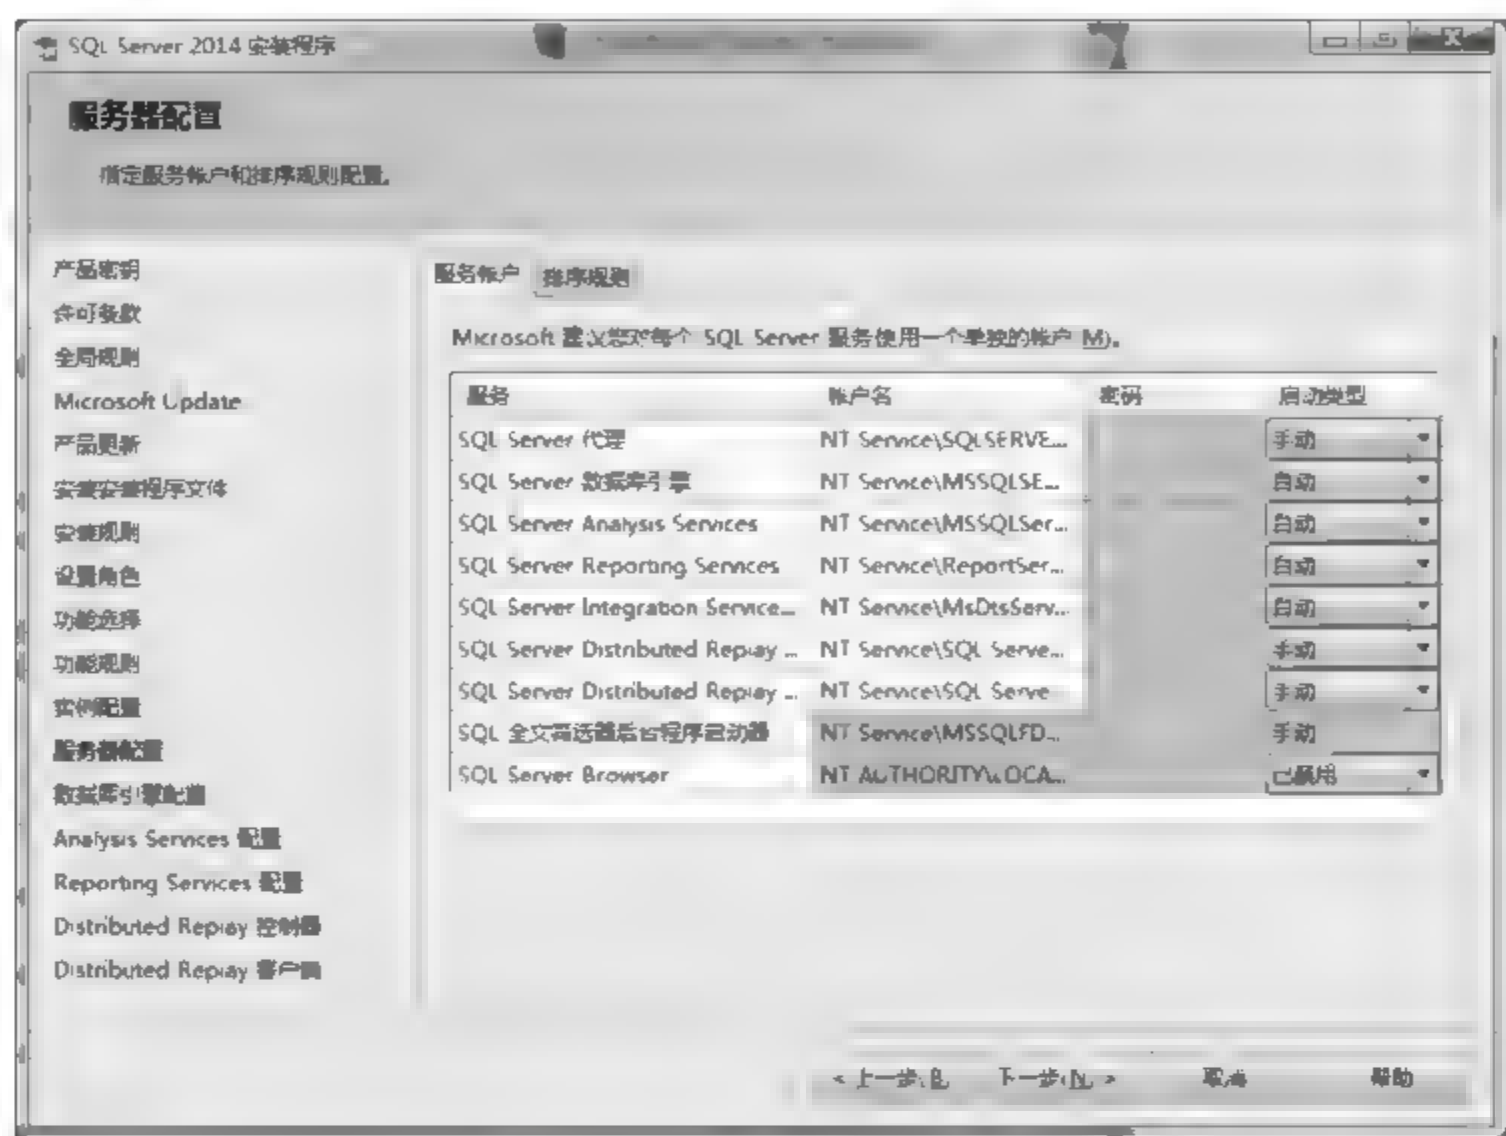 SQL Server 2014 安装程序
服务器配置
指定服务帐户和排序规则配置。
产品密钥
许可条款
全局规则
Microsoft Update
产品更新
安装安装程序文件
安装规则
设置角色
功能选择
功能规则
实例配置
服务器配置
数据库引擎配置
Analysis Services 配置
Reporting Services 配置
Distributed Replay 控制器
Distributed Replay 客户端
服务帐户 排序规则
Microsoft 建议您对每个 SQL Server 服务使用一个单独的帐户(M)。
服务 帐户名 密码 启动类型
SQL Server 代理 NT Service\SQLSERVE... 手动
SQL Server 数据库引擎 NT Service\MSSQLSE... 自动
SQL Server Analysis Services NT Service\MSSQLSer... 自动
SQL Server Reporting Services NT Service\ReportSer... 自动
SQL Server Integration Service... NT Service\MsDtsServ... 自动
SQL Server Distributed Replay ... NT Service\SQL Serve... 手动
SQL Server Distributed Replay ... NT Service\SQL Serve 手动
SQL 全文筛选器后台程序启动器 NT Service\MSSQLFD... 手动
SQL Server Browser NT AUTHORITY\LOCA... 已禁用
< 上一步(B) 下一步(N) > 取消 帮助